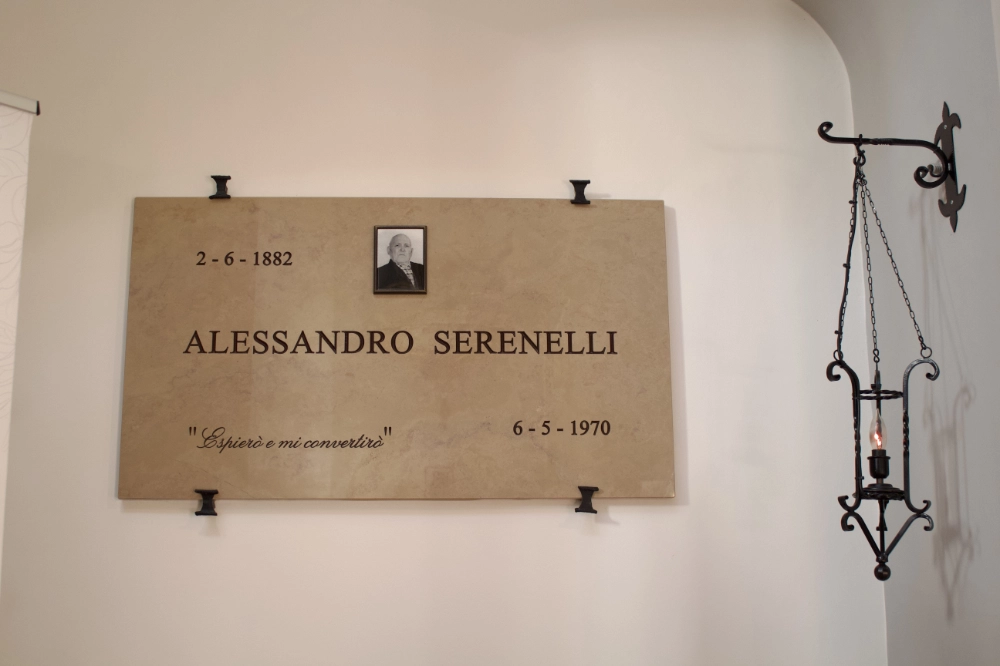 2 - 6 - 1882
ALESSANDRO SERENELLI
"Espierò e mi convertirò"
6 - 5 - 1970